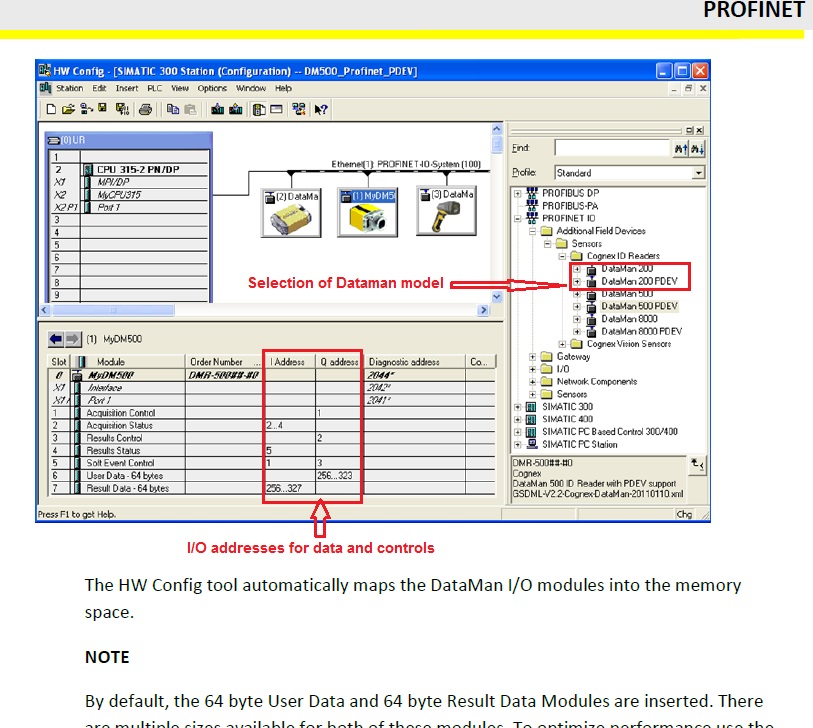 PROFINET
HW Config - [SIMATIC 300 Station (Configuration) -- DM500_Profinet_PDEV]
Station Edit Insert PLC View Options Window Help
(0) UR
1
2 CPU 315-2 PN/DP
X1 MPI/DP
X2 MyCPU315
X2 P1 Port 1
3
4
5
6
7
8
9
Ethernet(1): PROFINET-IO-System (100)
(2) DataMa
(1) MyDM5
(3) DataMa
Selection of Dataman model
Find:
Profile: Standard
PROFIBUS DP
PROFIBUS-PA
PROFINET IO
Additional Field Devices
Sensors
Cognex ID Readers
DataMan 200
DataMan 200 PDEV
DataMan 500
DataMan 500 PDEV
DataMan 8000
DataMan 8000 PDEV
Cognex Vision Sensors
Gateway
I/O
Network Components
Sensors
SIMATIC 300
SIMATIC 400
SIMATIC PC Based Control 300/400
SIMATIC PC Station
(1) MyDM500
Slot Module Order Number ... I Address Q address Diagnostic address Co...
0 MyDM500 DMR-500##-## 2044*
X1 Interface 2042*
X1 Port 1 2041*
1 Acquisition Control 1
2 Acquisition Status 2...4
3 Results Control 2
4 Results Status 5
5 Soft Event Control 1 3
6 User Data - 64 bytes 256...323
7 Result Data - 64 bytes 256...327
DMR-500##-##
Cognex
DataMan 500 ID Reader with PDEV support
GSDML-V2.2-Cognex-DataMan-20110110.xml
Press F1 to get Help.
Chg
I/O addresses for data and controls
The HW Config tool automatically maps the DataMan I/O modules into the memory
space.
NOTE
By default, the 64 byte User Data and 64 byte Result Data Modules are inserted. There
are multiple sizes available for both of these modules. To optimize performance use the